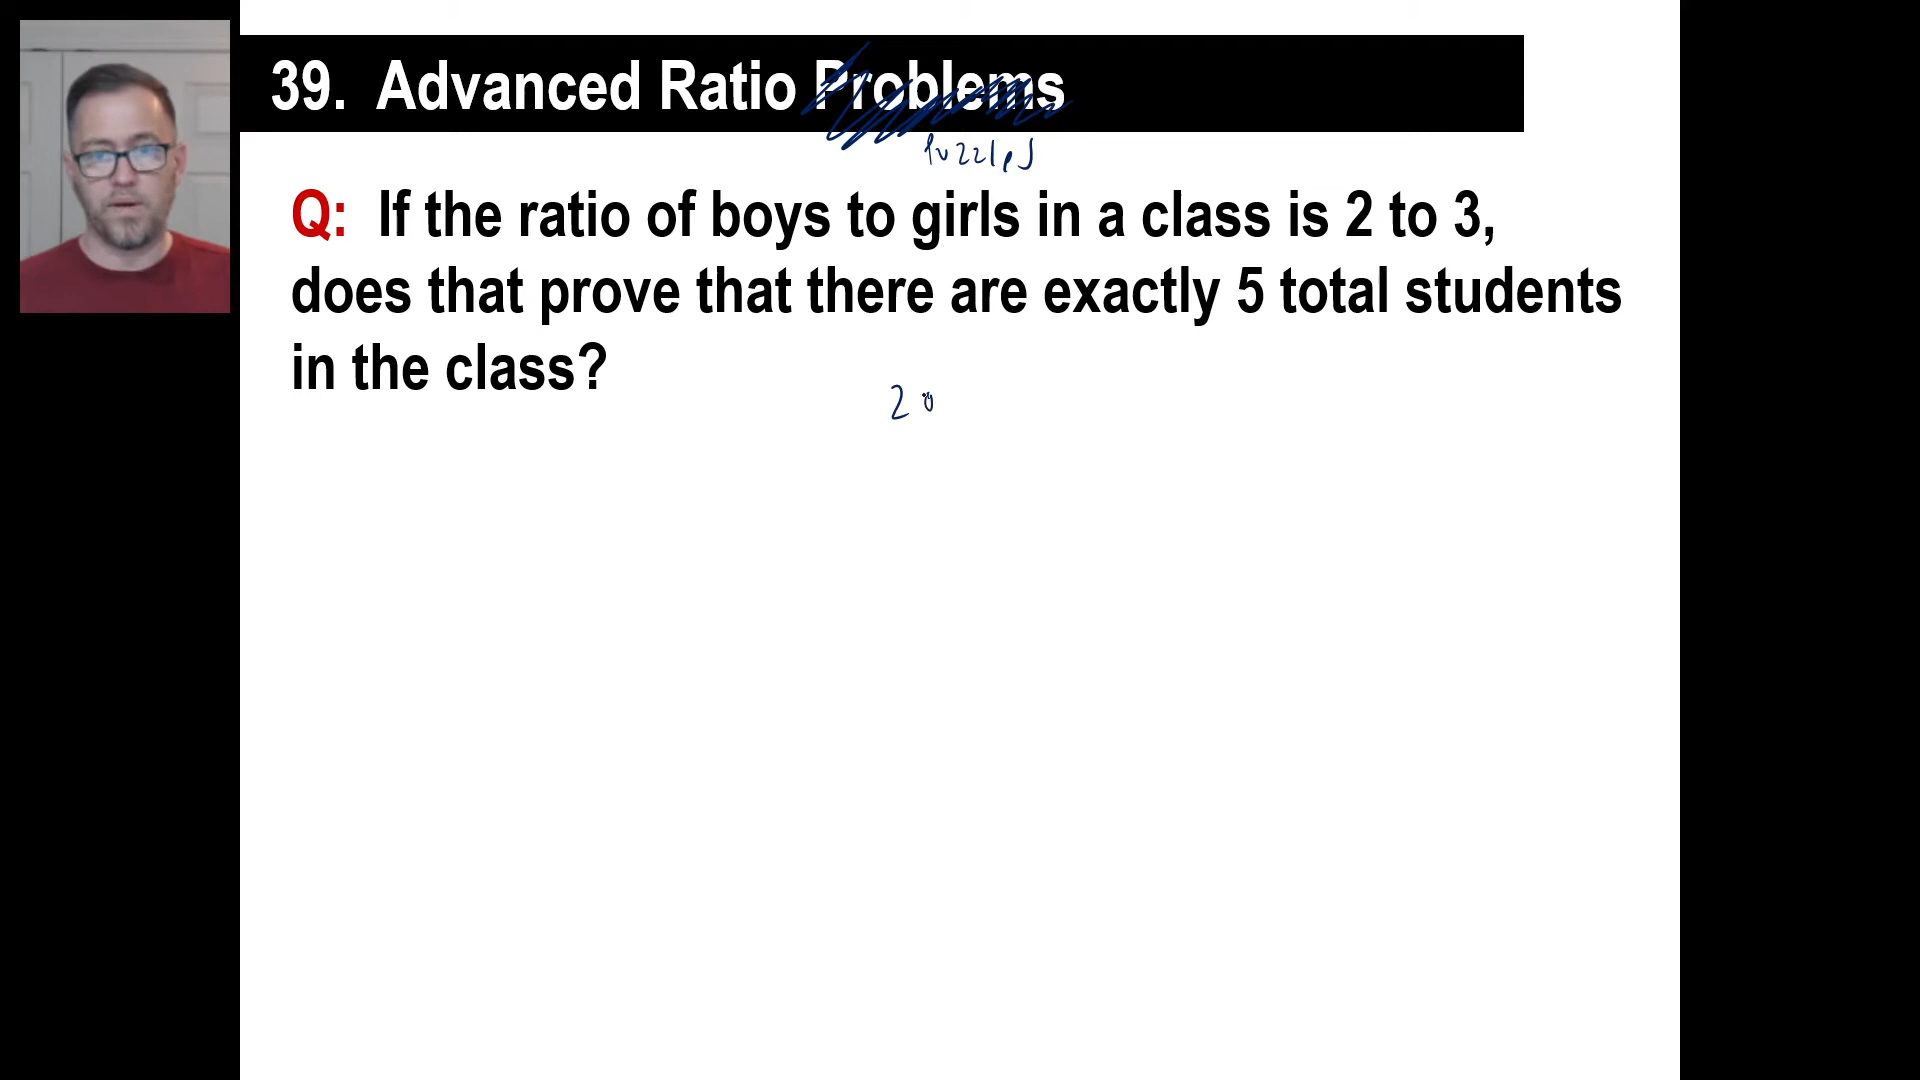 39. Advanced Ratio Problems
puzzles
Q: If the ratio of boys to girls in a class is 2 to 3,
does that prove that there are exactly 5 total students
in the class?
20